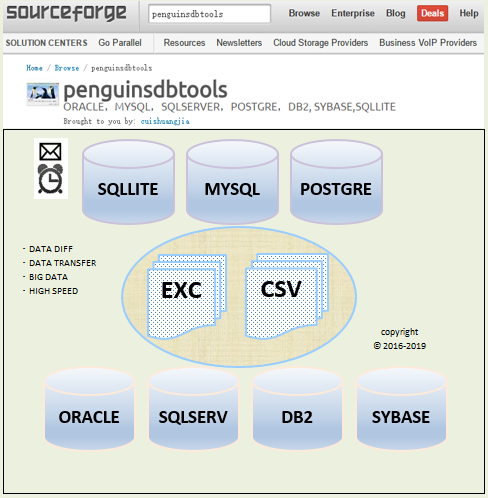 sourceforge
penguinsdbtools
Browse Enterprise Blog Deals Help
SOLUTION CENTERS Go Parallel Resources Newsletters Cloud Storage Providers Business VoIP Providers
Home / Browse / penguinsdbtools
penguinsdbtools
ORACLE, MYSQL, SQLSERVER, POSTGRE, DB2, SYBASE,SQLLITE
Brought to you by: cuishuangjia
SQLLITE
MYSQL
POSTGRE
· DATA DIFF
· DATA TRANSFER
· BIG DATA
· HIGH SPEED
EXC
CSV
copyright
© 2016-2019
ORACLE
SQLSERV
DB2
SYBASE